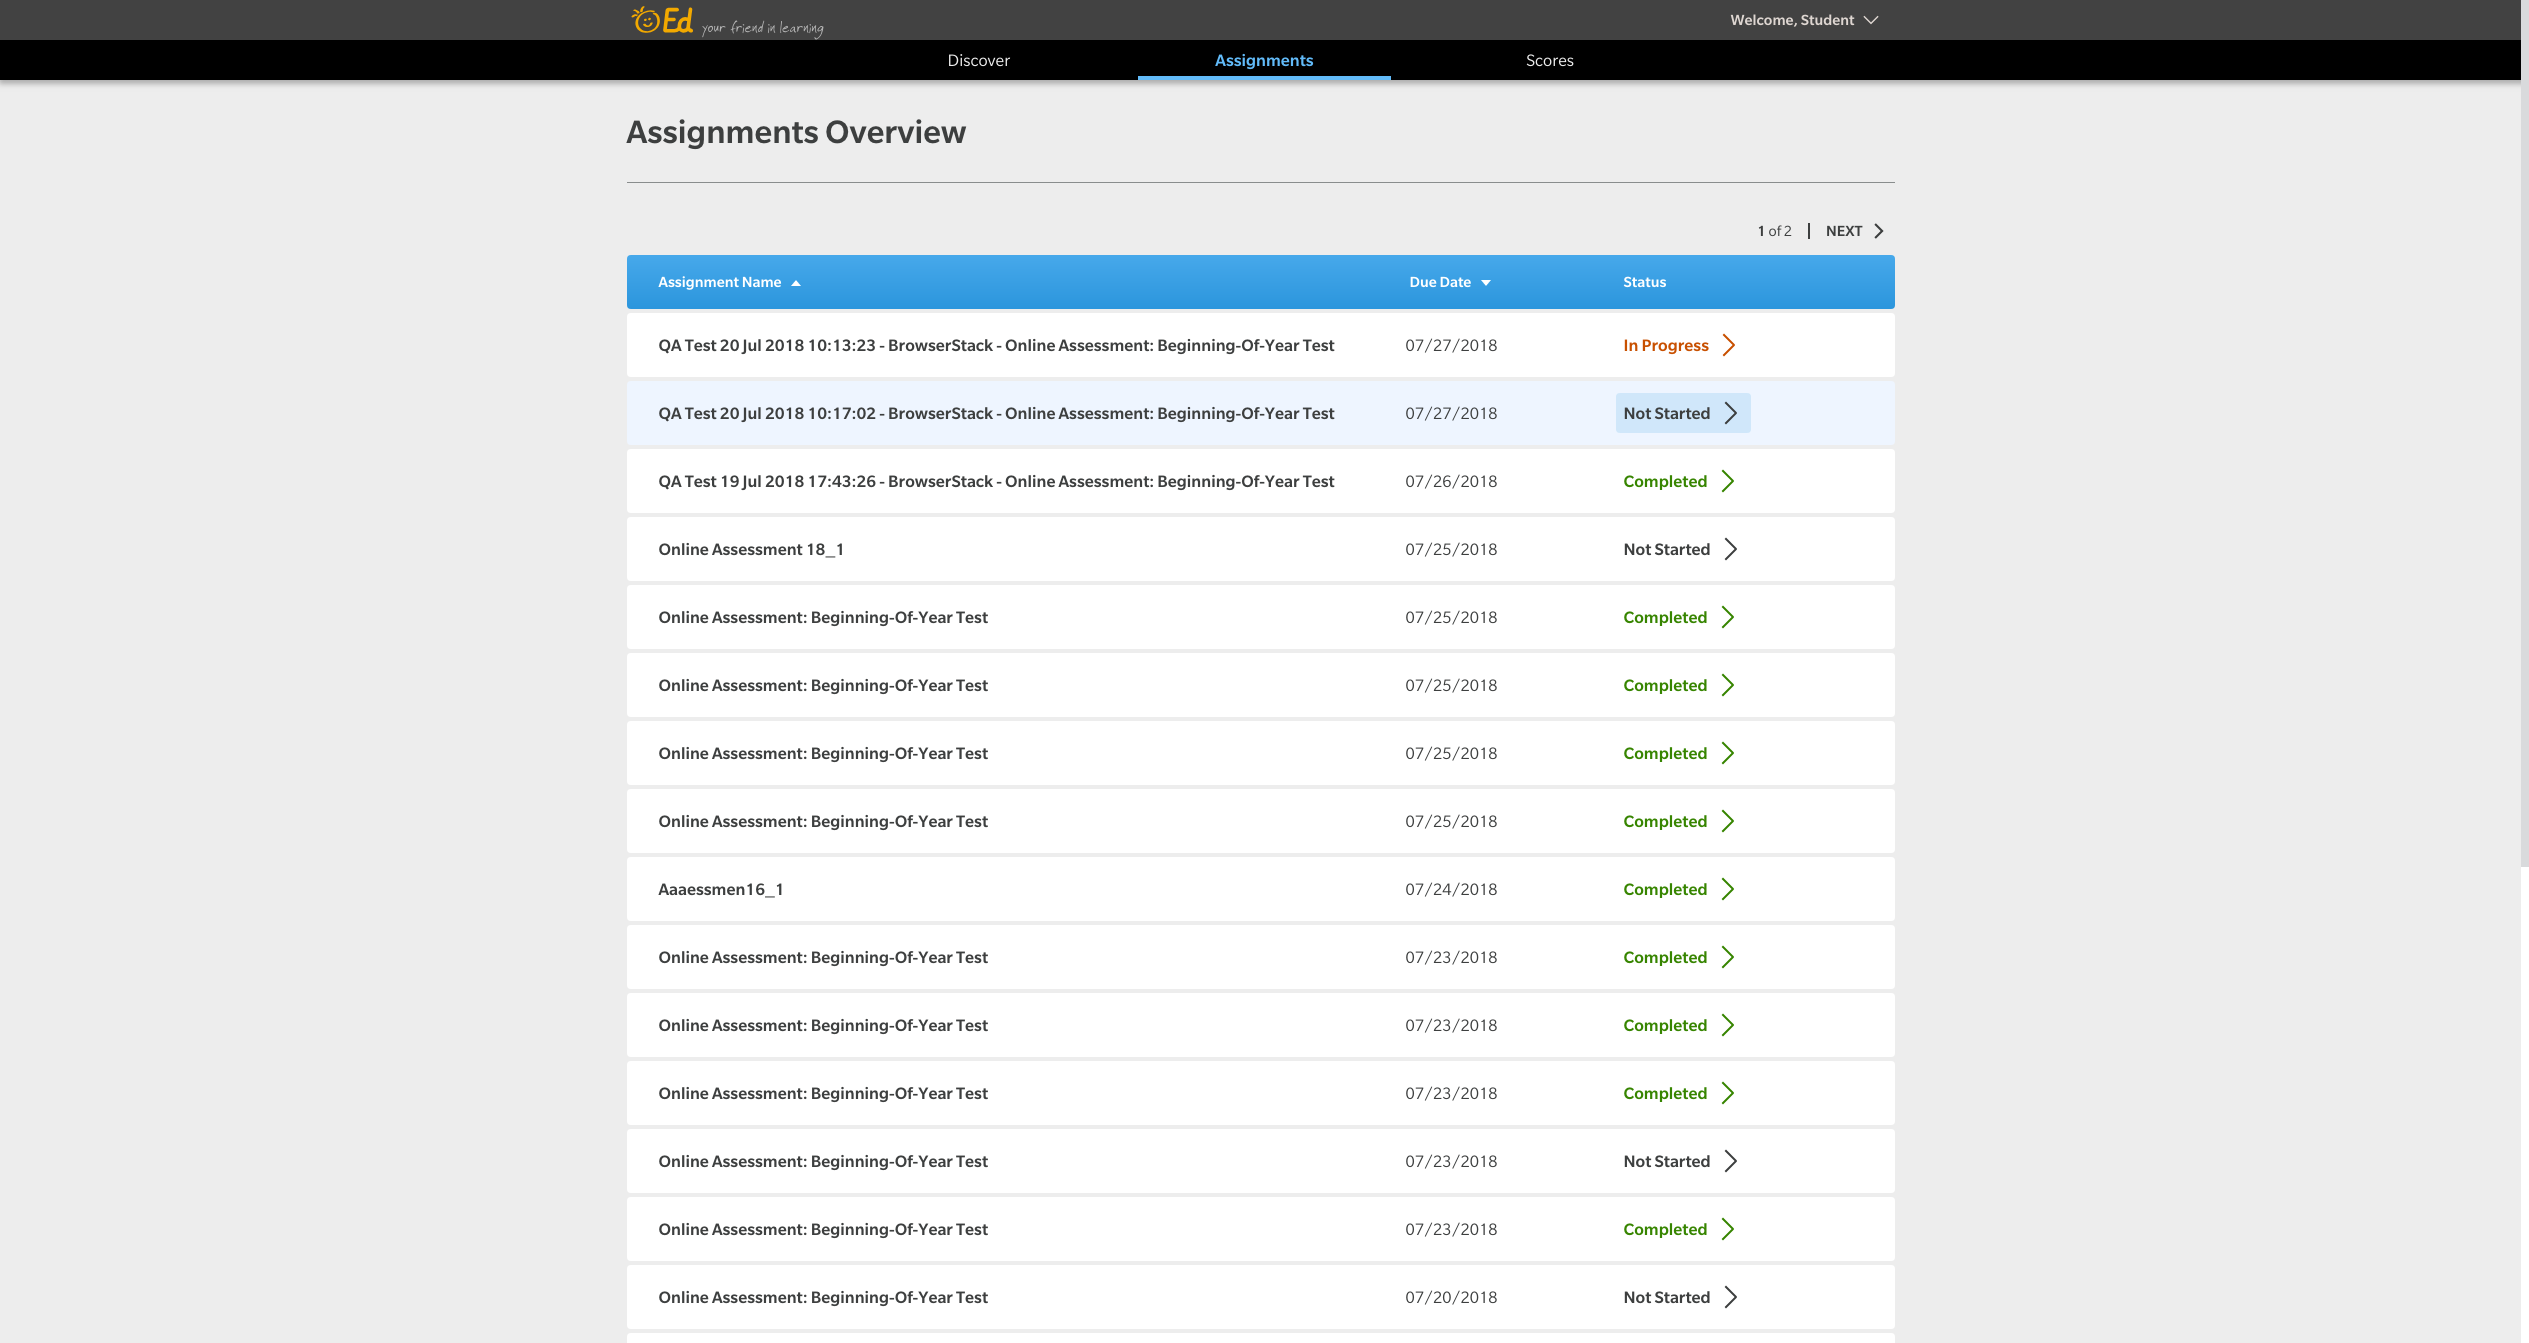 Ed your friend in learning
Welcome, Student
Discover Assignments Scores
Assignments Overview
1 of 2 | NEXT
Assignment Name Due Date Status
QA Test 20 Jul 2018 10:13:23 - BrowserStack - Online Assessment: Beginning-Of-Year Test 07/27/2018 In Progress
QA Test 20 Jul 2018 10:17:02 - BrowserStack - Online Assessment: Beginning-Of-Year Test 07/27/2018 Not Started
QA Test 19 Jul 2018 17:43:26 - BrowserStack - Online Assessment: Beginning-Of-Year Test 07/26/2018 Completed
Online Assessment 18_1 07/25/2018 Not Started
Online Assessment: Beginning-Of-Year Test 07/25/2018 Completed
Online Assessment: Beginning-Of-Year Test 07/25/2018 Completed
Online Assessment: Beginning-Of-Year Test 07/25/2018 Completed
Online Assessment: Beginning-Of-Year Test 07/25/2018 Completed
Aaaessmen16_1 07/24/2018 Completed
Online Assessment: Beginning-Of-Year Test 07/23/2018 Completed
Online Assessment: Beginning-Of-Year Test 07/23/2018 Completed
Online Assessment: Beginning-Of-Year Test 07/23/2018 Completed
Online Assessment: Beginning-Of-Year Test 07/23/2018 Not Started
Online Assessment: Beginning-Of-Year Test 07/23/2018 Completed
Online Assessment: Beginning-Of-Year Test 07/20/2018 Not Started